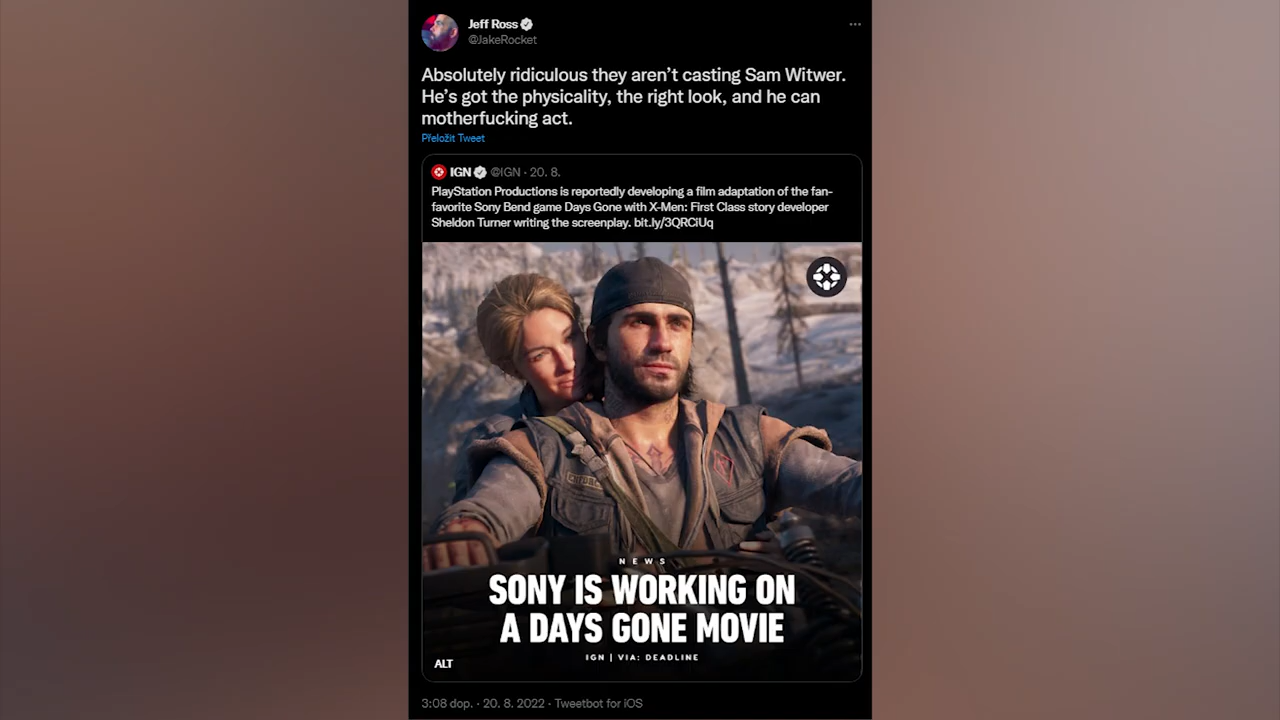 Jeff Ross
@JakeRocket
Absolutely ridiculous they aren’t casting Sam Witwer.
He’s got the physicality, the right look, and he can
motherfucking act.
Přeložit Tweet
IGN @IGN · 20. 8.
PlayStation Productions is reportedly developing a film adaptation of the fan-
favorite Sony Bend game Days Gone with X-Men: First Class story developer
Sheldon Turner writing the screenplay. bit.ly/3QRCiUq
NEWS
SONY IS WORKING ON
A DAYS GONE MOVIE
IGN | VIA: DEADLINE
ALT
3:08 dop. · 20. 8. 2022 · Tweetbot for iOS